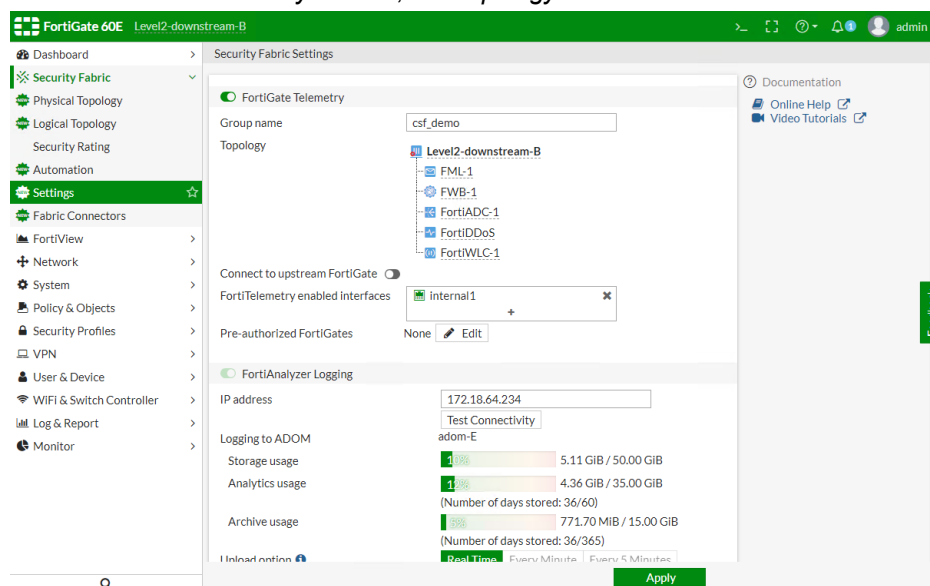 FortiGate 60E Level2-downstream-B >_ admin
Dashboard
Security Fabric
Physical Topology
Logical Topology
Security Rating
Automation
Settings
Fabric Connectors
FortiView
Network
System
Policy & Objects
Security Profiles
VPN
User & Device
WiFi & Switch Controller
Log & Report
Monitor
Security Fabric Settings
FortiGate Telemetry
Group name csf_demo
Topology
Level2-downstream-B
FML-1
FWB-1
FortiADC-1
FortiDDoS
FortiWLC-1
Connect to upstream FortiGate
FortiTelemetry enabled interfaces internal1
+
Pre-authorized FortiGates None Edit
FortiAnalyzer Logging
IP address 172.18.64.234
Test Connectivity
Logging to ADOM adom-E
Storage usage 10% 5.11 GiB / 50.00 GiB
Analytics usage 12% 4.36 GiB / 35.00 GiB
(Number of days stored: 36/60)
Archive usage 5% 771.70 MiB / 15.00 GiB
(Number of days stored: 36/365)
Upload option Real Time Every Minute Every 5 Minutes
Apply
Documentation
Online Help
Video Tutorials